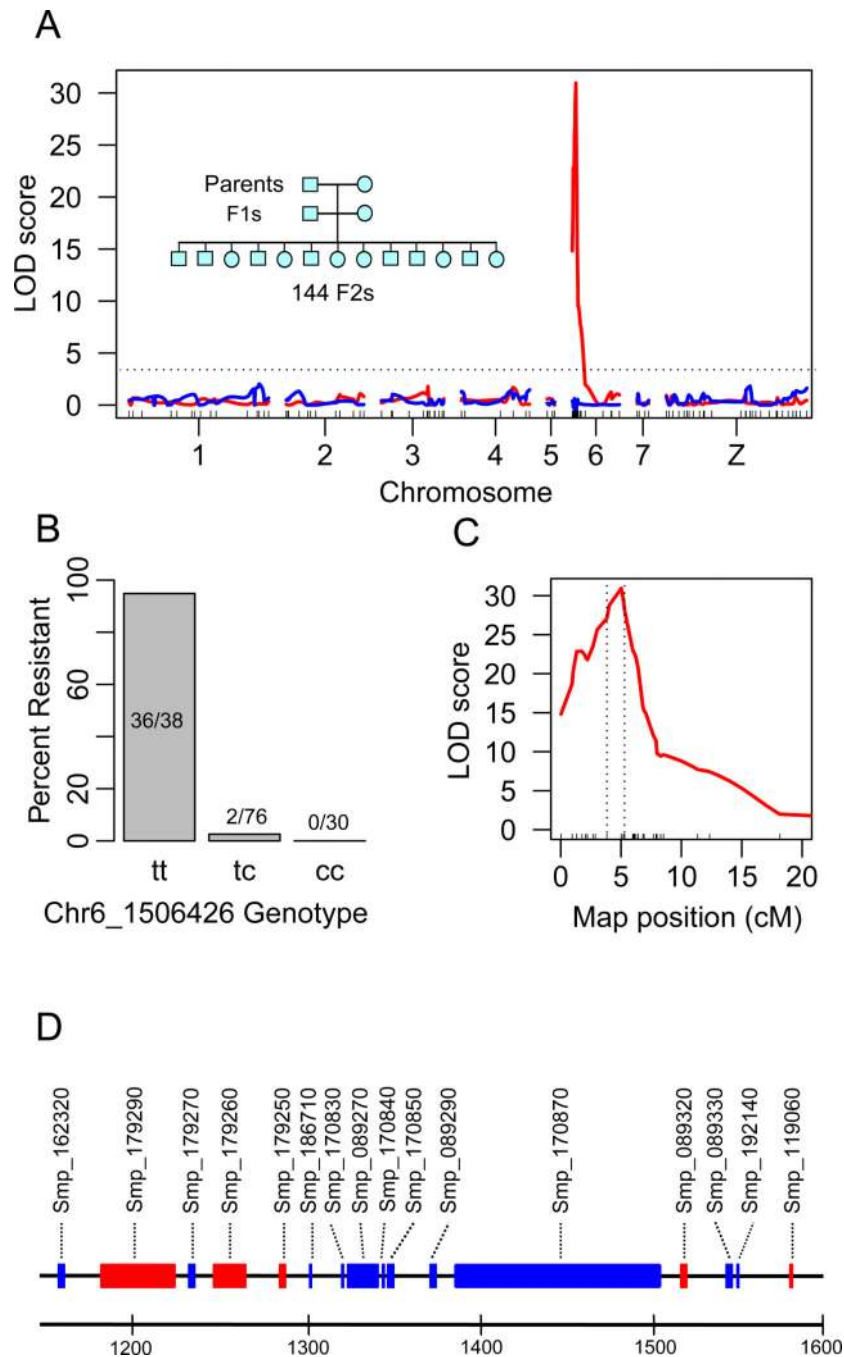 A
LOD score
30
25
20
15
10
5
0
Parents
F1s
144 F2s
1 2 3 4 5 6 7 Z
Chromosome
B
Percent Resistant
100
60
20
0
36/38
2/76
0/30
tt tc cc
Chr6_1506426 Genotype
C
LOD score
30
25
20
15
10
5
0
0 5 10 15 20
Map position (cM)
D
Smp_162320
Smp_179290
Smp_179270
Smp_179260
Smp_179250
Smp_186710
Smp_170830
Smp_089270
Smp_170840
Smp_170850
Smp_089290
Smp_170870
Smp_089320
Smp_089330
Smp_192140
Smp_119060
1200 1300 1400 1500 1600